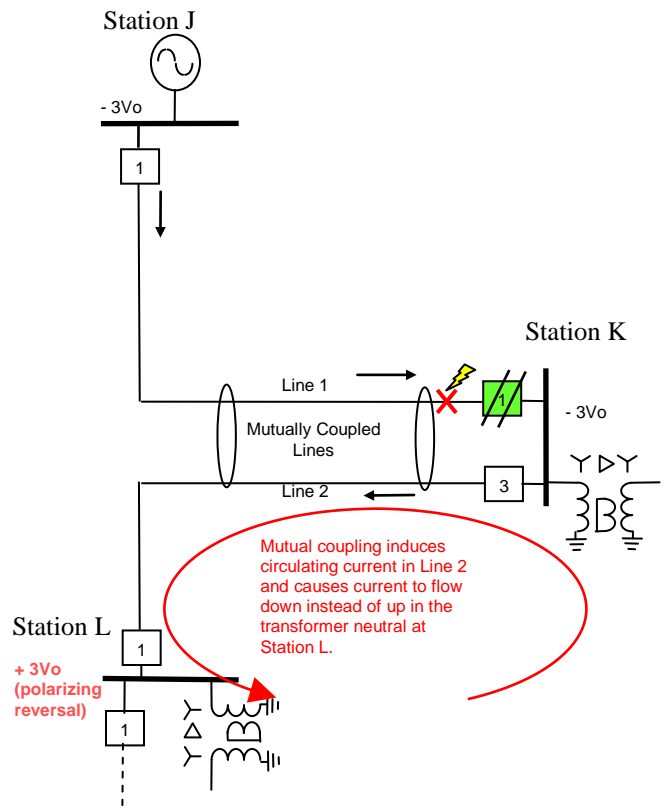 Station J
- 3Vo
1
Station K
Line 1
1
- 3Vo
Mutually Coupled
Lines
Line 2
3
Mutual coupling induces
circulating current in Line 2
and causes current to flow
down instead of up in the
transformer neutral at
Station L.
Station L
1
+ 3Vo
(polarizing
reversal)
1